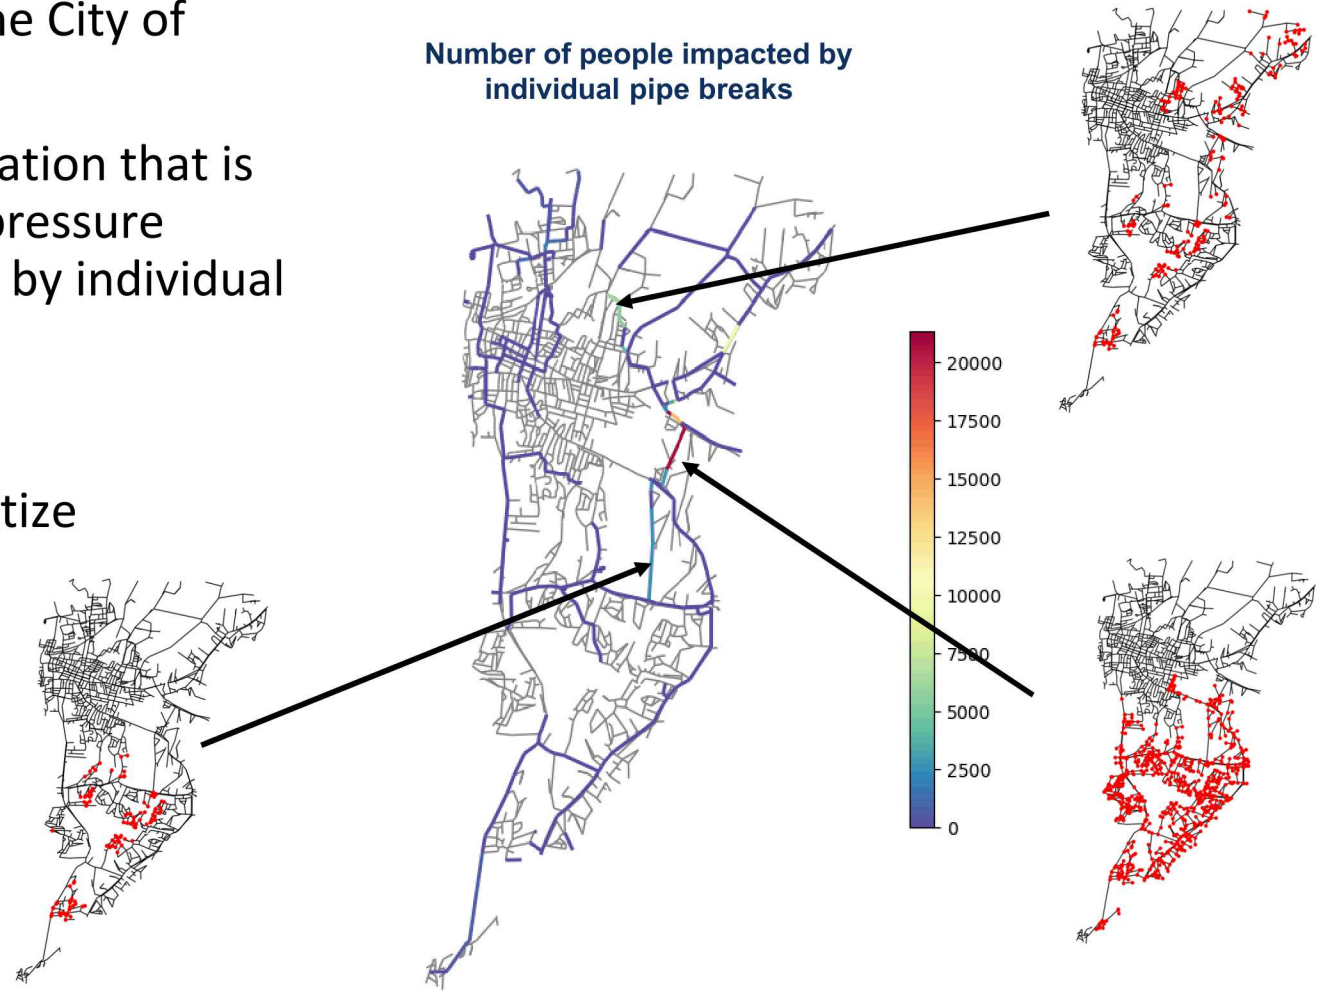 ne City of
ation that is
pressure
by individual
tize
Number of people impacted by
individual pipe breaks
20000
17500
15000
12500
10000
7500
5000
2500
0